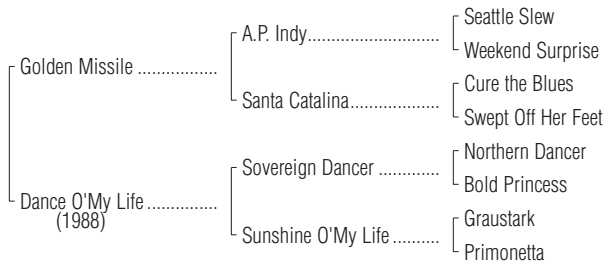 Seattle Slew
A.P. Indy..........................
Weekend Surprise
Golden Missile ................
Cure the Blues
Santa Catalina..................
Swept Off Her Feet
Northern Dancer
Sovereign Dancer ............
Bold Princess
Dance O'My Life ..............
(1988)
Graustark
Sunshine O'My Life ..........
Primonetta